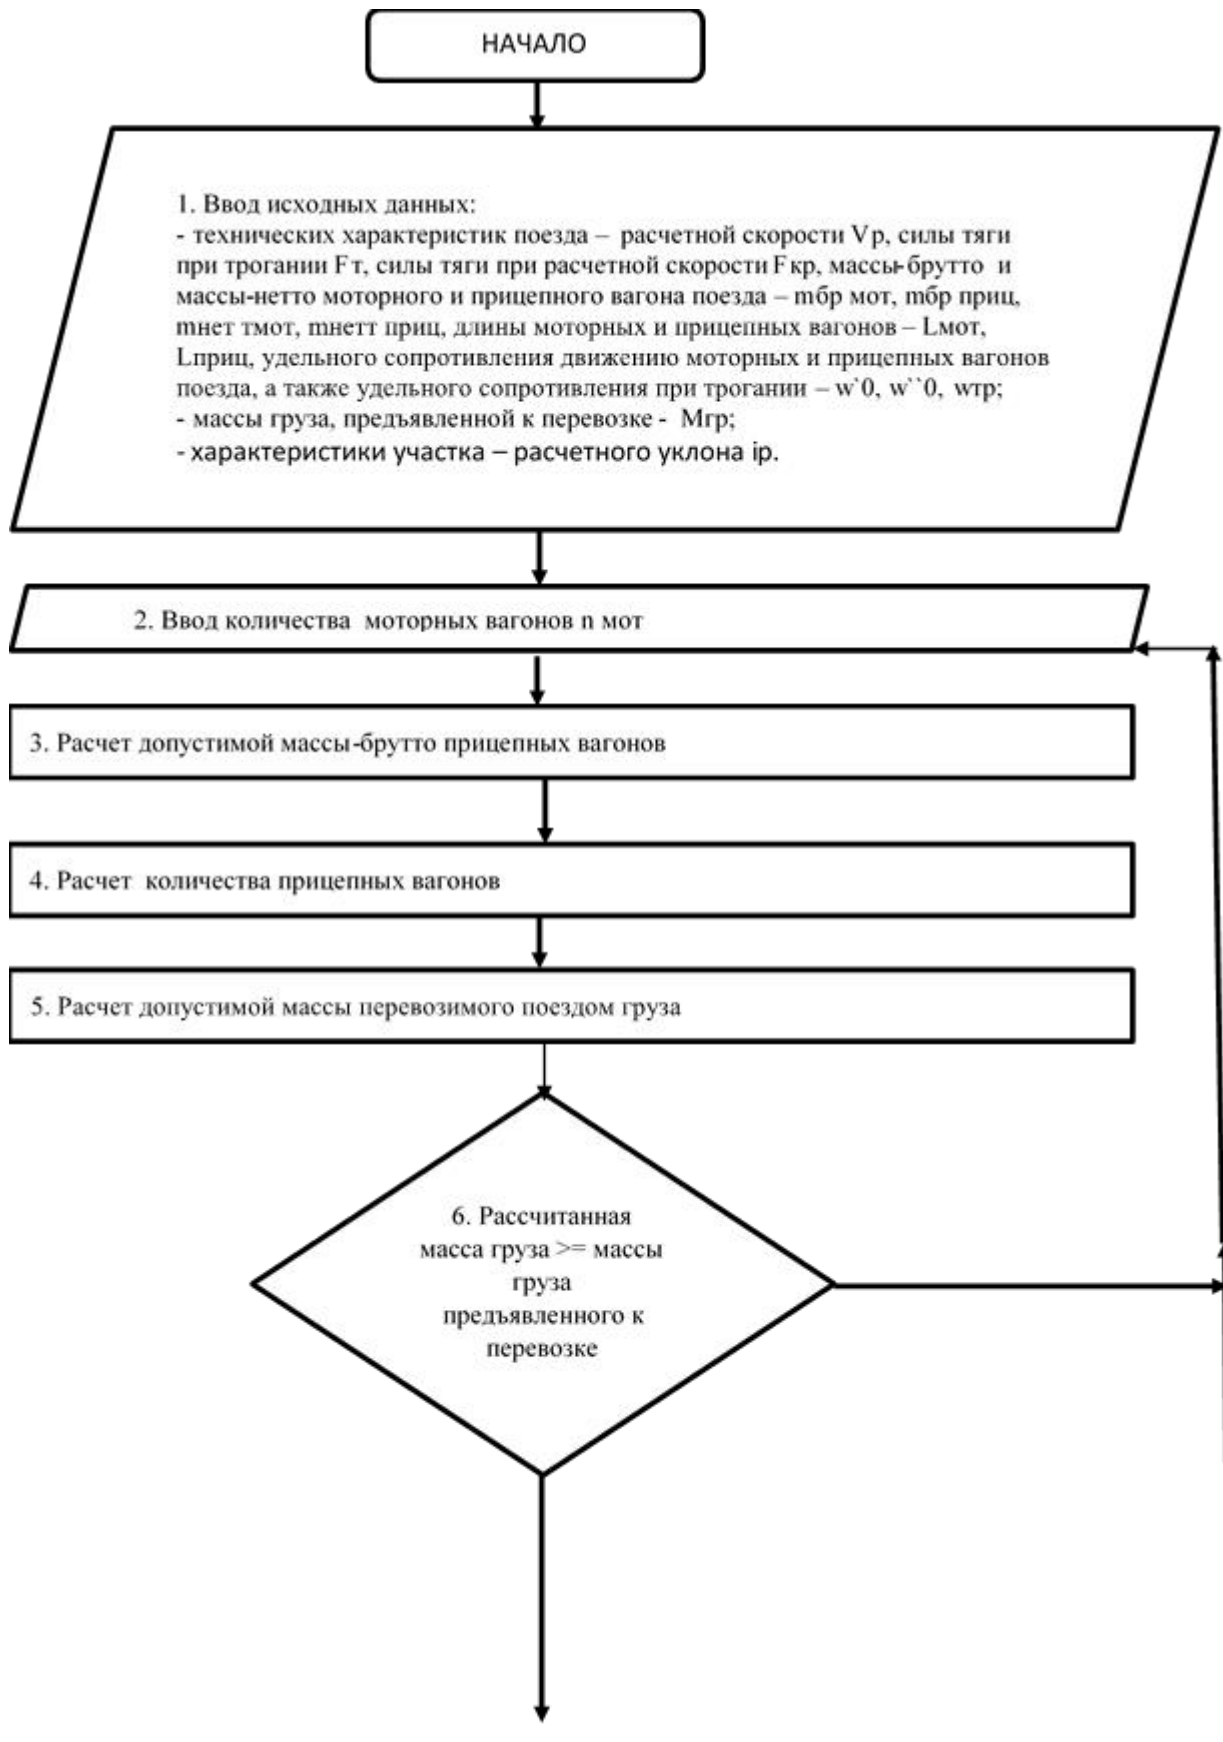 НАЧАЛО
1. Ввод исходных данных:
- технических характеристик поезда – расчетной скорости Vр, силы тяги
при трогании Fт, силы тяги при расчетной скорости Fкр, массы-брутто и
массы-нетто моторного и прицепного вагона поезда – mбр мот, mбр приц,
mнет тмот, mнетт приц, длины моторных и прицепных вагонов – Lмот,
Lприц, удельного сопротивления движению моторных и прицепных вагонов
поезда, а также удельного сопротивления при трогании – w`0, w``0, wтр;
- массы груза, предъявленной к перевозке - Мгр;
- характеристики участка – расчетного уклона iр.
2. Ввод количества моторных вагонов n мот
3. Расчет допустимой массы-брутто прицепных вагонов
4. Расчет количества прицепных вагонов
5. Расчет допустимой массы перевозимого поездом груза
6. Рассчитанная
масса груза >= массы
груза
предъявленного к
перевозке